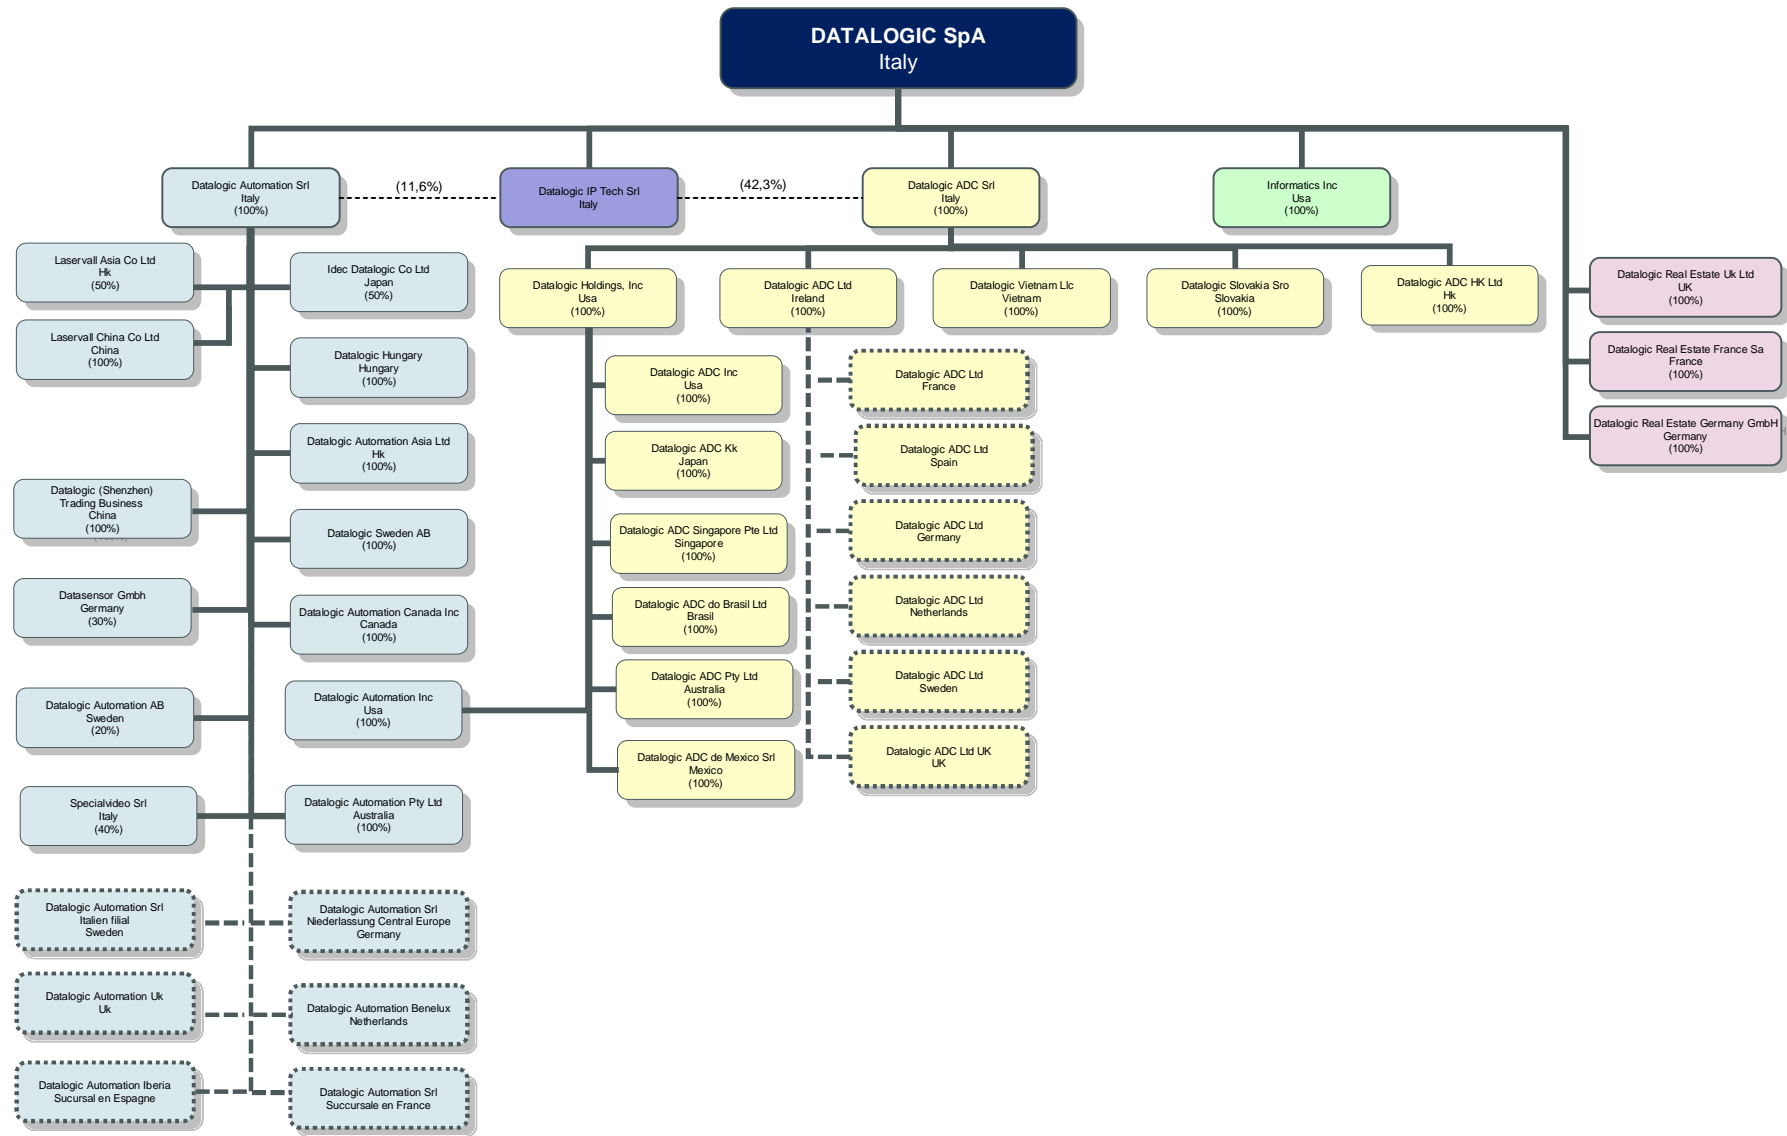 DATALOGIC SpA
Italy
Datalogic Automation Srl
Italy
(100%)
(11,6%)
Datalogic IP Tech Srl
Italy
(42,3%)
Datalogic ADC Srl
Italy
(100%)
Informatics Inc
Usa
(100%)
Laservall Asia Co Ltd
Hk
(50%)
Idec Datalogic Co Ltd
Japan
(50%)
Laservall China Co Ltd
China
(100%)
Datalogic Hungary
Hungary
(100%)
Datalogic Automation Asia Ltd
Hk
(100%)
Datalogic (Shenzhen)
Trading Business
China
(100%)
Datalogic Sweden AB
(100%)
Datasensor Gmbh
Germany
(30%)
Datalogic Automation Canada Inc
Canada
(100%)
Datalogic Automation AB
Sweden
(20%)
Datalogic Automation Inc
Usa
(100%)
Specialvideo Srl
Italy
(40%)
Datalogic Automation Pty Ltd
Australia
(100%)
Datalogic Automation Srl
Italien filial
Sweden
Datalogic Automation Srl
Niederlassung Central Europe
Germany
Datalogic Automation Uk
Uk
Datalogic Automation Benelux
Netherlands
Datalogic Automation Iberia
Sucursal en Espagne
Datalogic Automation Srl
Succursale en France
Datalogic Holdings, Inc
Usa
(100%)
Datalogic ADC Ltd
Ireland
(100%)
Datalogic Vietnam Llc
Vietnam
(100%)
Datalogic Slovakia Sro
Slovakia
(100%)
Datalogic ADC HK Ltd
Hk
(100%)
Datalogic ADC Inc
Usa
(100%)
Datalogic ADC Kk
Japan
(100%)
Datalogic ADC Singapore Pte Ltd
Singapore
(100%)
Datalogic ADC do Brasil Ltd
Brasil
(100%)
Datalogic ADC Pty Ltd
Australia
(100%)
Datalogic ADC de Mexico Srl
Mexico
(100%)
Datalogic ADC Ltd
France
Datalogic ADC Ltd
Spain
Datalogic ADC Ltd
Germany
Datalogic ADC Ltd
Netherlands
Datalogic ADC Ltd
Sweden
Datalogic ADC Ltd UK
UK
Datalogic Real Estate Uk Ltd
UK
(100%)
Datalogic Real Estate France Sa
France
(100%)
Datalogic Real Estate Germany GmbH
Germany
(100%)